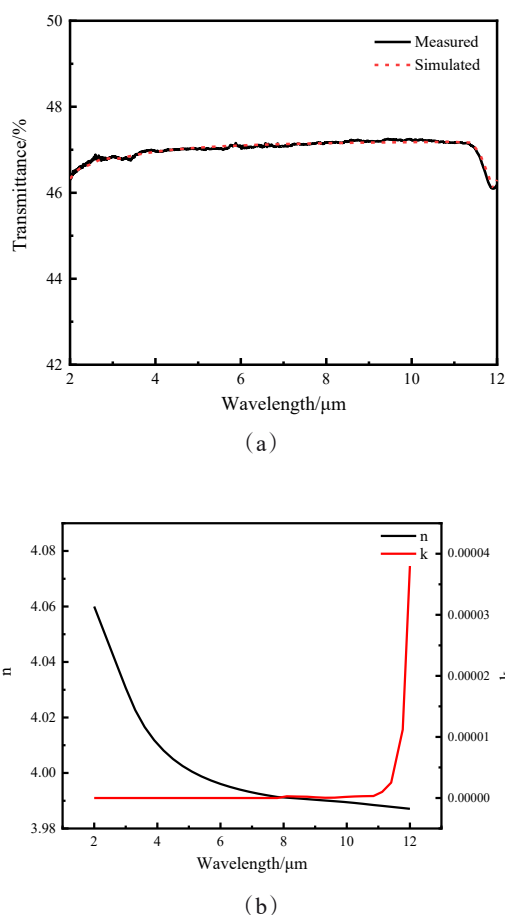 50
48
46
44
42
Transmittance/%
Measured
Simulated
2 4 6 8 10 12
Wavelength/μm
(a)
4.08
4.06
4.04
4.02
4.00
3.98
n
n
k
0.00004
0.00003
0.00002
0.00001
0.00000
2 4 6 8 10 12
Wavelength/μm
(b)